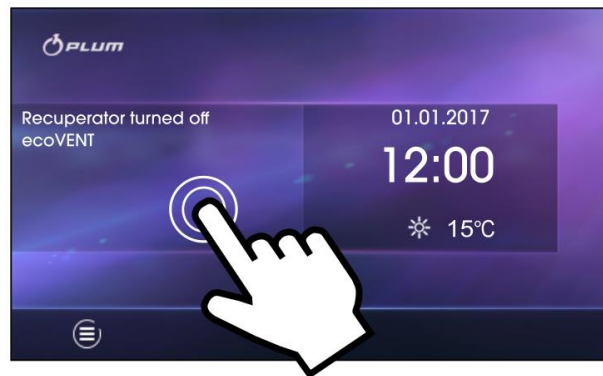 PLUM
Recuperator turned off
ecoVENT
01.01.2017
12:00
15°C